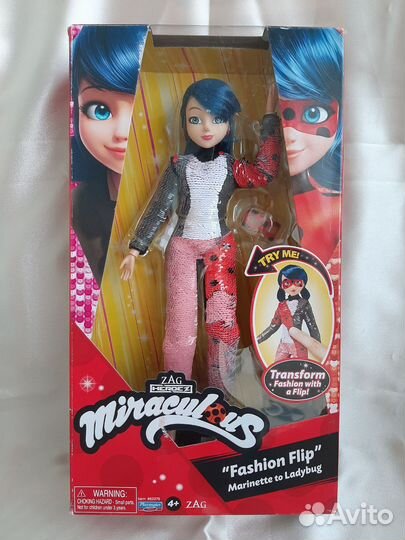 TRY ME!
Transform
Fashion with
a Flip!
ZAG
HEROEZ
miraculous
"Fashion Flip"
Marinette to Ladybug
WARNING:
CHOKING HAZARD - Small parts.
Not for children under 3 years.
Playmates
4+
ZAG
Avito